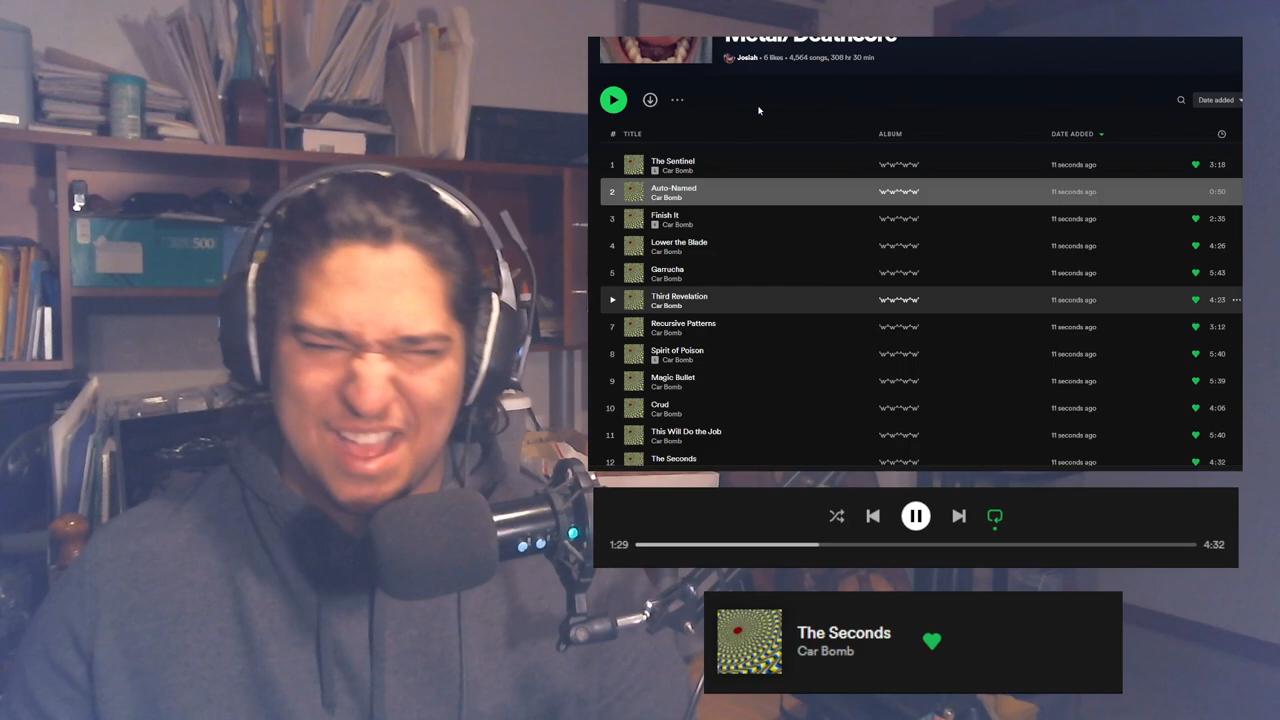 Metal/Deathcore
Josiah • 6 likes • 4,564 songs, 308 hr 30 min
Date added
# TITLE ALBUM DATE ADDED
1 The Sentinel 'w^w^^w^w' 11 seconds ago 3:18
E Car Bomb
2 Auto-Named 'w^w^^w^w' 11 seconds ago 0:50
Car Bomb
3 Finish It 'w^w^^w^w' 11 seconds ago 2:35
E Car Bomb
4 Lower the Blade 'w^w^^w^w' 11 seconds ago 4:26
Car Bomb
5 Garrucha 'w^w^^w^w' 11 seconds ago 5:43
Car Bomb
Third Revelation 'w^w^^w^w' 11 seconds ago 4:23
Car Bomb
7 Recursive Patterns 'w^w^^w^w' 11 seconds ago 3:12
Car Bomb
8 Spirit of Poison 'w^w^^w^w' 11 seconds ago 5:40
E Car Bomb
9 Magic Bullet 'w^w^^w^w' 11 seconds ago 5:39
Car Bomb
10 Crud 'w^w^^w^w' 11 seconds ago 4:06
Car Bomb
11 This Will Do the Job 'w^w^^w^w' 11 seconds ago 5:40
Car Bomb
12 The Seconds 'w^w^^w^w' 11 seconds ago 4:32
1:29 4:32
The Seconds
Car Bomb
500